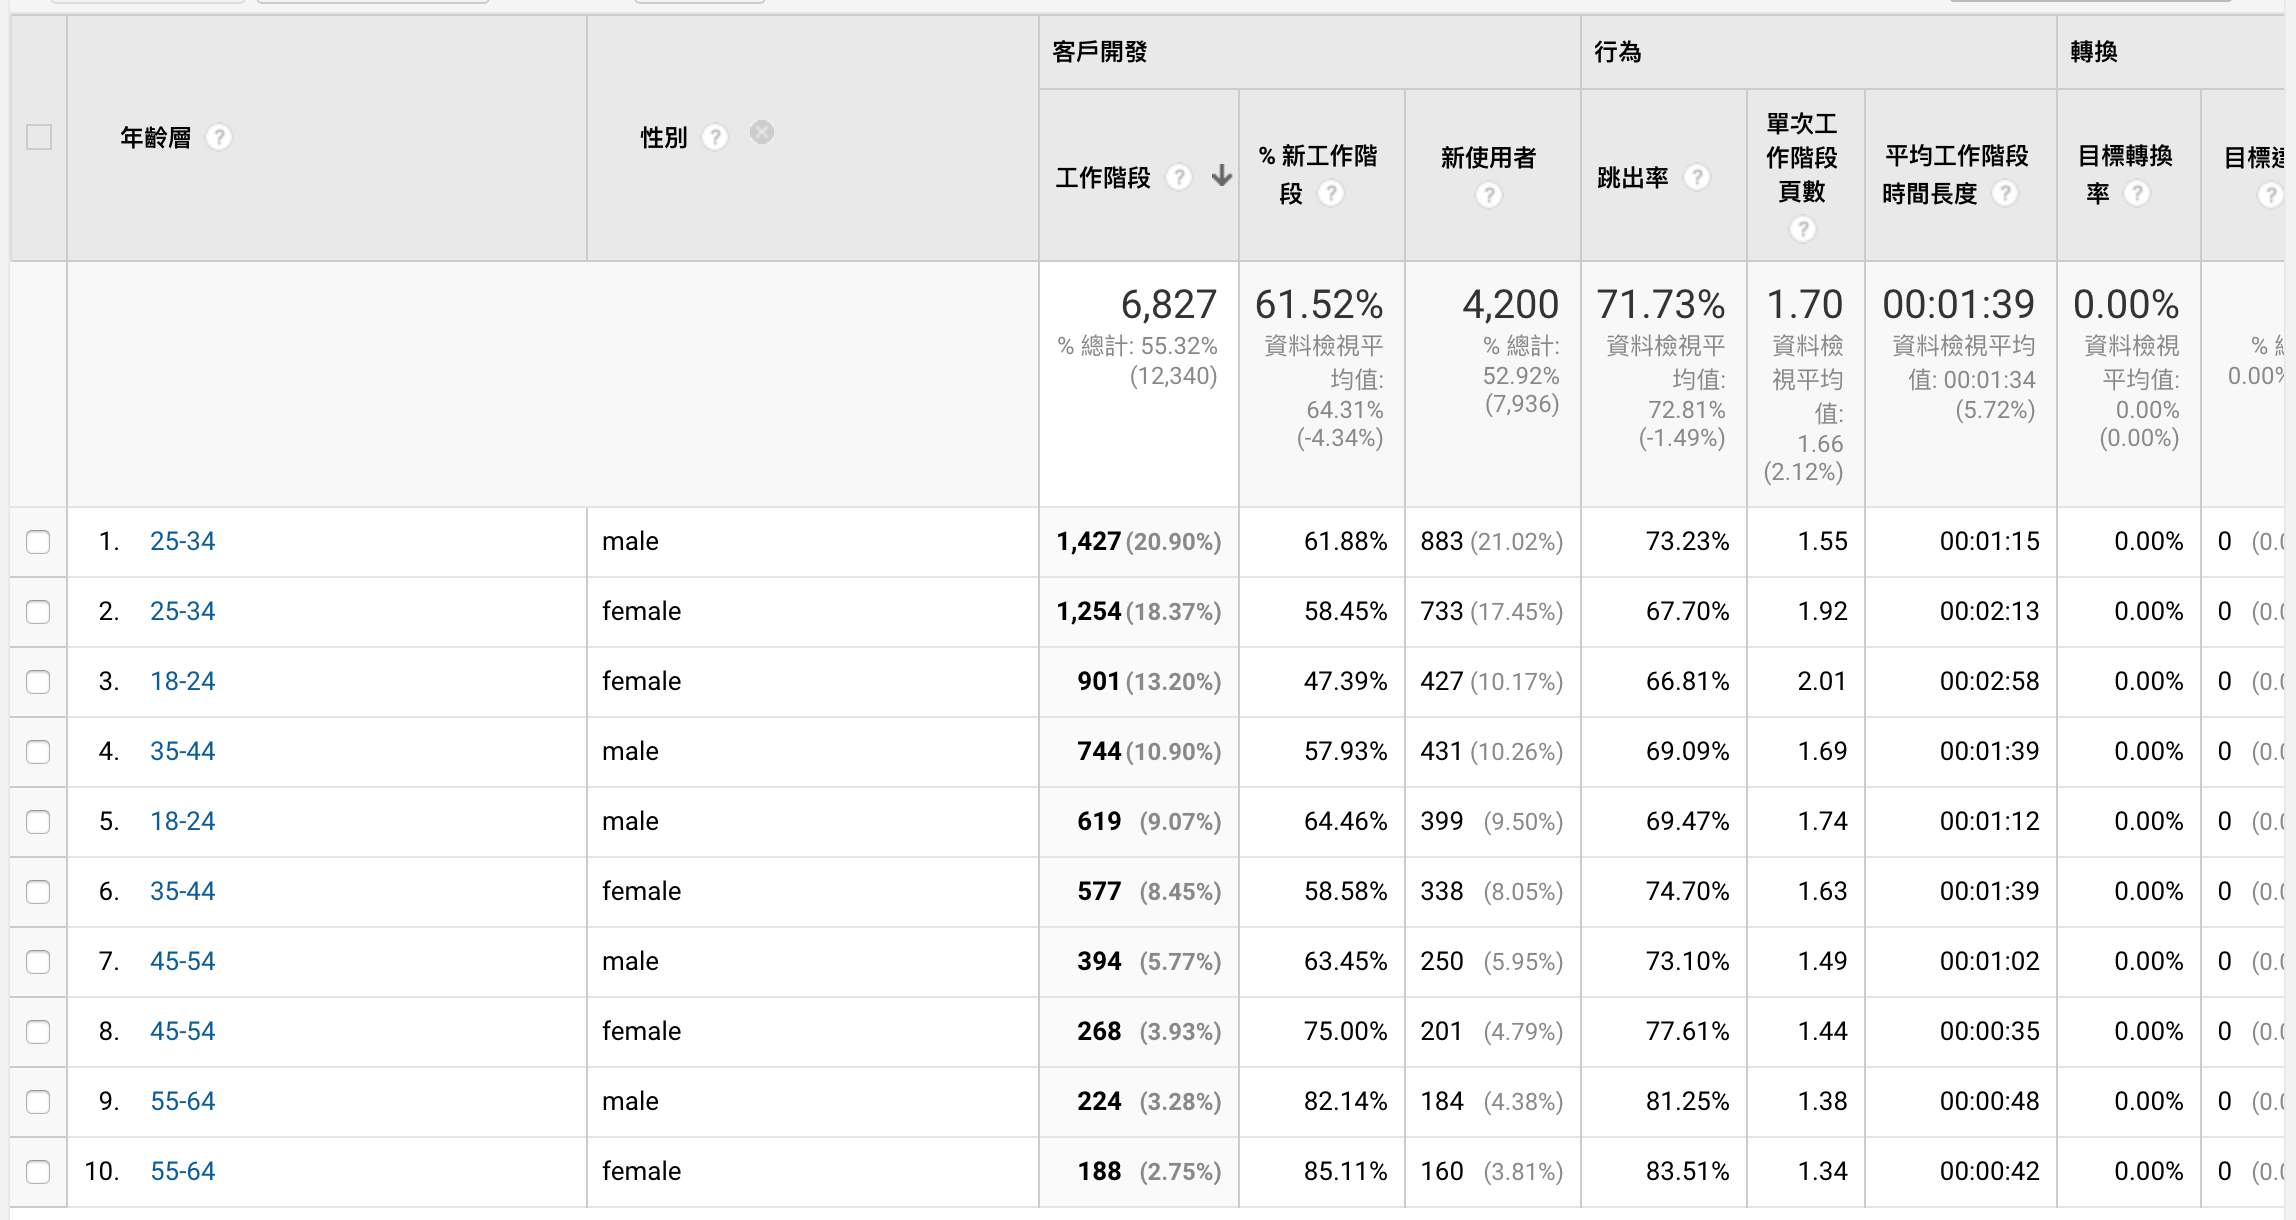 客戶開發 行為 轉換
年齡層 ? 性別 ?
工作階段 ?
% 新工作階
段 ?
新使用者
?
跳出率 ?
單次工
作階段
頁數
?
平均工作階段
時間長度 ?
目標轉換
率 ?
目標達
?
6,827
% 總計: 55.32%
(12,340)
61.52%
資料檢視平
均值:
64.31%
(-4.34%)
4,200
% 總計:
52.92%
(7,936)
71.73%
資料檢視平
均值:
72.81%
(-1.49%)
1.70
資料檢
視平均
值:
1.66
(2.12%)
00:01:39
資料檢視平均
值: 00:01:34
(5.72%)
0.00%
資料檢視
平均值:
0.00%
(0.00%)
%
0.00%
1. 25-34 male 1,427 (20.90%) 61.88% 883 (21.02%) 73.23% 1.55 00:01:15 0.00% 0 (0.
2. 25-34 female 1,254 (18.37%) 58.45% 733 (17.45%) 67.70% 1.92 00:02:13 0.00% 0 (0.
3. 18-24 female 901 (13.20%) 47.39% 427 (10.17%) 66.81% 2.01 00:02:58 0.00% 0 (0.
4. 35-44 male 744 (10.90%) 57.93% 431 (10.26%) 69.09% 1.69 00:01:39 0.00% 0 (0.
5. 18-24 male 619 (9.07%) 64.46% 399 (9.50%) 69.47% 1.74 00:01:12 0.00% 0 (0.
6. 35-44 female 577 (8.45%) 58.58% 338 (8.05%) 74.70% 1.63 00:01:39 0.00% 0 (0.
7. 45-54 male 394 (5.77%) 63.45% 250 (5.95%) 73.10% 1.49 00:01:02 0.00% 0 (0.
8. 45-54 female 268 (3.93%) 75.00% 201 (4.79%) 77.61% 1.44 00:00:35 0.00% 0 (0.
9. 55-64 male 224 (3.28%) 82.14% 184 (4.38%) 81.25% 1.38 00:00:48 0.00% 0 (0.
10. 55-64 female 188 (2.75%) 85.11% 160 (3.81%) 83.51% 1.34 00:00:42 0.00% 0 (0.